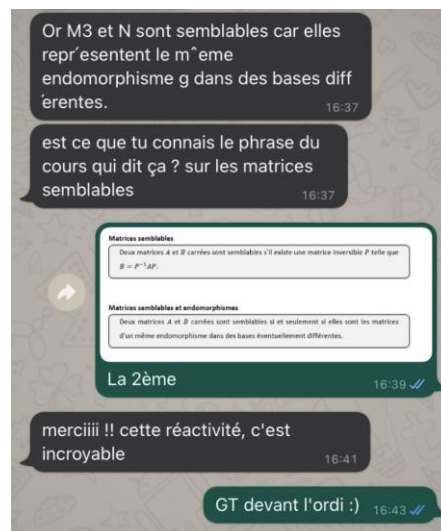 Or M3 et N sont semblables car elles
repr´esentent le mˆeme
endomorphisme g dans des bases diff
´erentes.
16:37
est ce que tu connais le phrase du
cours qui dit ça ? sur les matrices
semblables
16:37
Matrices semblables
Deux matrices A et B carrées sont semblables s'il existe une matrice inversible P telle que
B = P⁻¹AP.
Matrices semblables et endomorphismes
Deux matrices A et B carrées sont semblables si et seulement si elles sont les matrices
d'un même endomorphisme dans des bases éventuellement différentes.
La 2ème
16:39
merciiii !! cette réactivité, c'est
incroyable
16:41
GT devant l'ordi :)
16:43